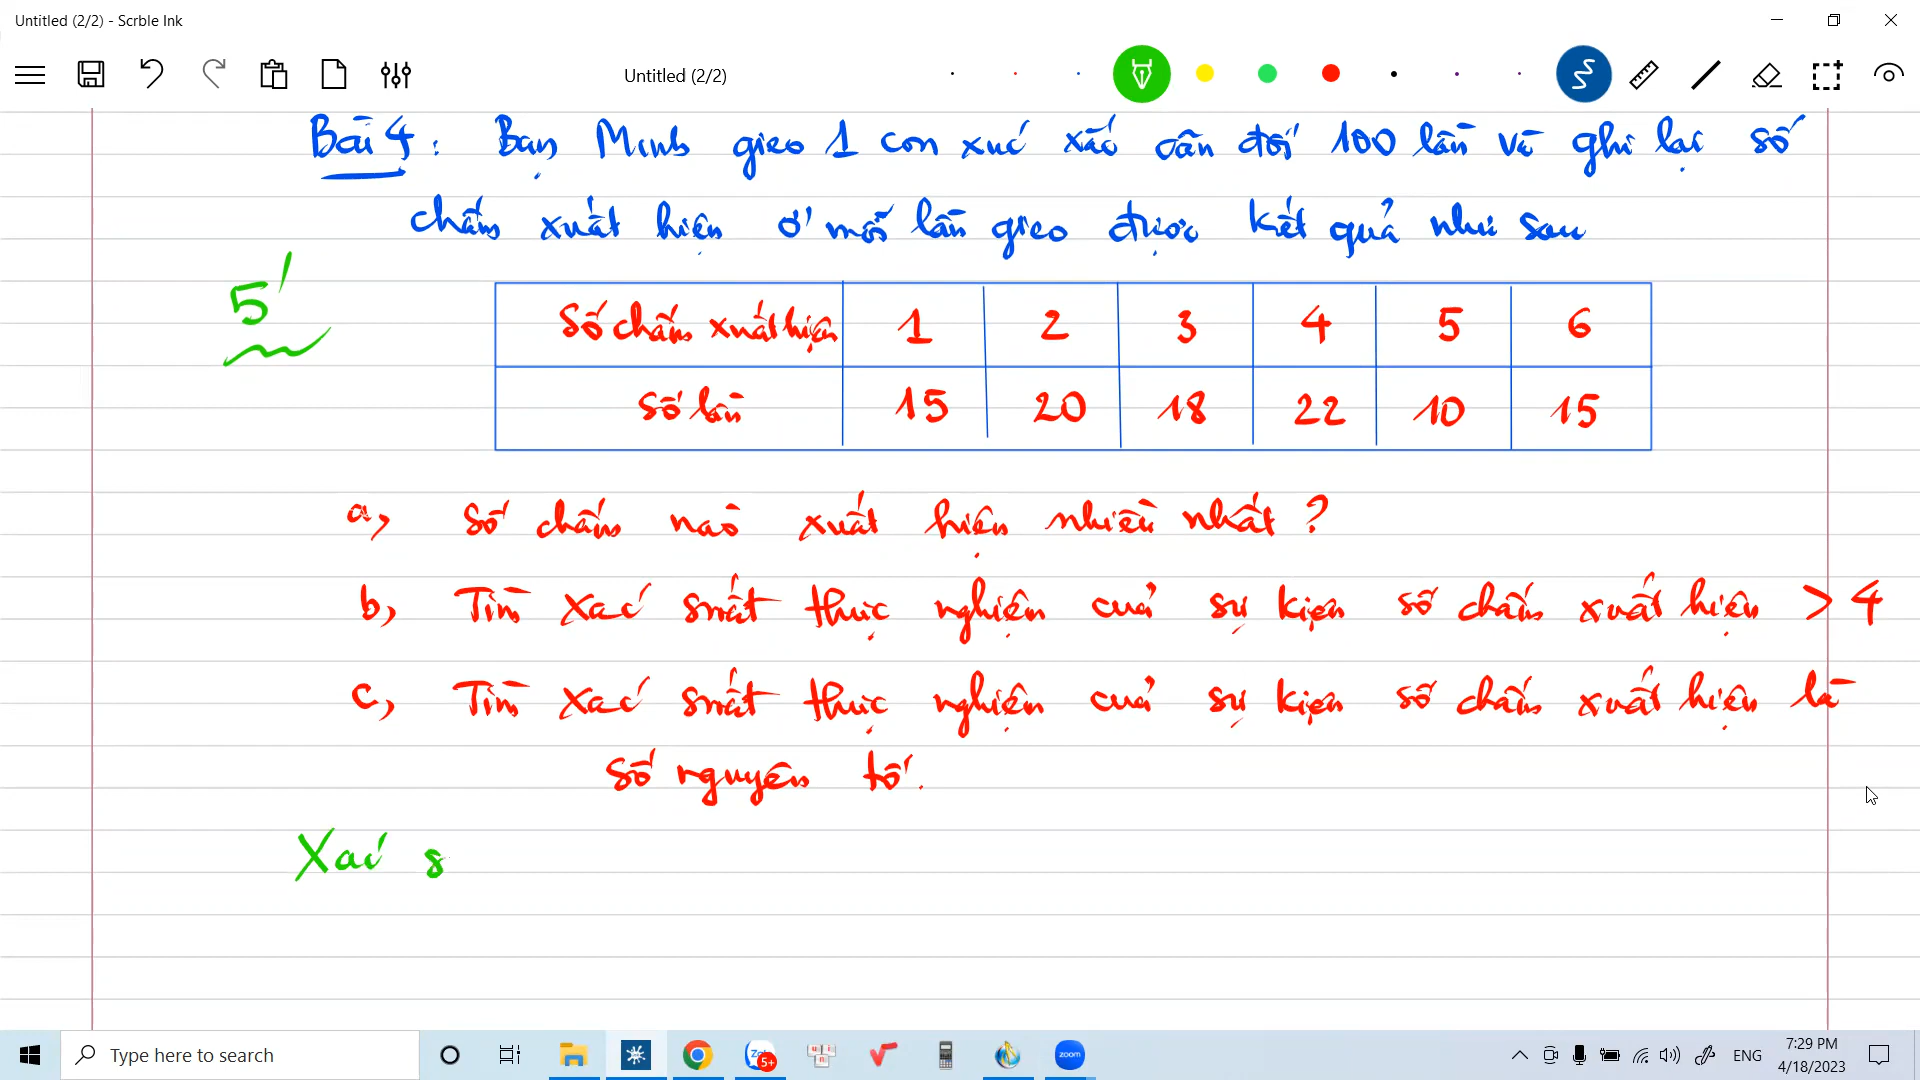 Untitled (2/2) - Scrble Ink
Untitled (2/2)
Bài 4: Bạn Minh gieo 1 con xúc xắc cân đối 100 lần và ghi lại số
chấm xuất hiện ở mỗi lần gieo được kết quả như sau
5'
Số chấm xuất hiện 1 2 3 4 5 6
Số lần 15 20 18 22 10 15
a, Số chấm nào xuất hiện nhiều nhất ?
b, Tìm xác suất thực nghiệm của sự kiện số chấm xuất hiện > 4
c, Tìm xác suất thực nghiệm của sự kiện số chấm xuất hiện là
số nguyên tố.
Xác s
Type here to search
5+
zoom
ENG
7:29 PM
4/18/2023